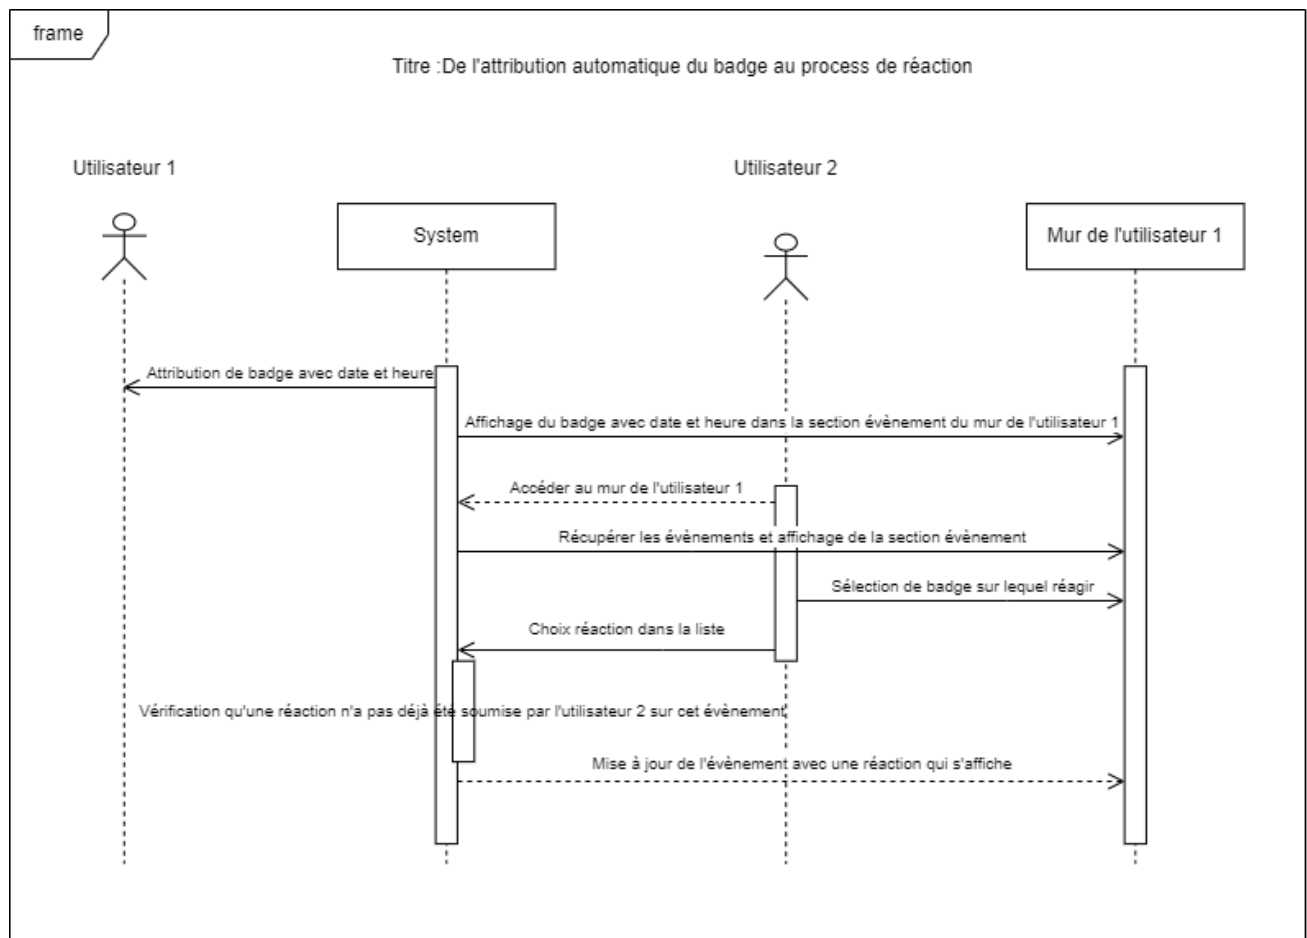 frame
Titre :De l'attribution automatique du badge au process de réaction
Utilisateur 1
Utilisateur 2
System
Mur de l'utilisateur 1
Attribution de badge avec date et heure
Affichage du badge avec date et heure dans la section évènement du mur de l'utilisateur 1
Accéder au mur de l'utilisateur 1
Récupérer les évènements et affichage de la section évènement
Sélection de badge sur lequel réagir
Choix réaction dans la liste
Vérification qu'une réaction n'a pas déjà été soumise par l'utilisateur 2 sur cet évènement
Mise à jour de l'évènement avec une réaction qui s'affiche